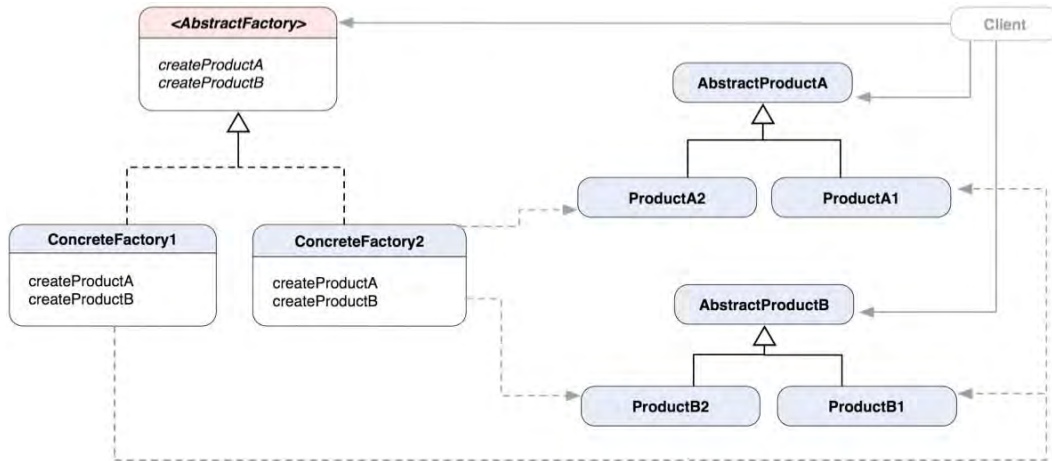 <AbstractFactory>
createProductA
createProductB
Client
AbstractProductA
ProductA2
ProductA1
ConcreteFactory1
createProductA
createProductB
ConcreteFactory2
createProductA
createProductB
AbstractProductB
ProductB2
ProductB1